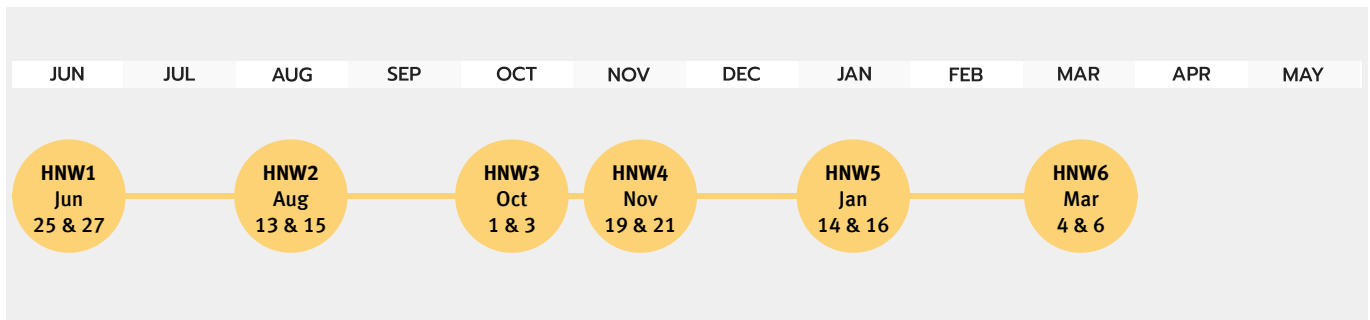 JUN JUL AUG SEP OCT NOV DEC JAN FEB MAR APR MAY
HNW1
Jun
25 & 27
HNW2
Aug
13 & 15
HNW3
Oct
1 & 3
HNW4
Nov
19 & 21
HNW5
Jan
14 & 16
HNW6
Mar
4 & 6